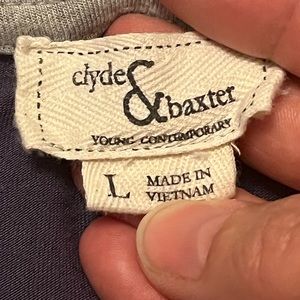 clyde
&
baxter
YOUNG CONTEMPORARY
L
MADE IN
VIETNAM